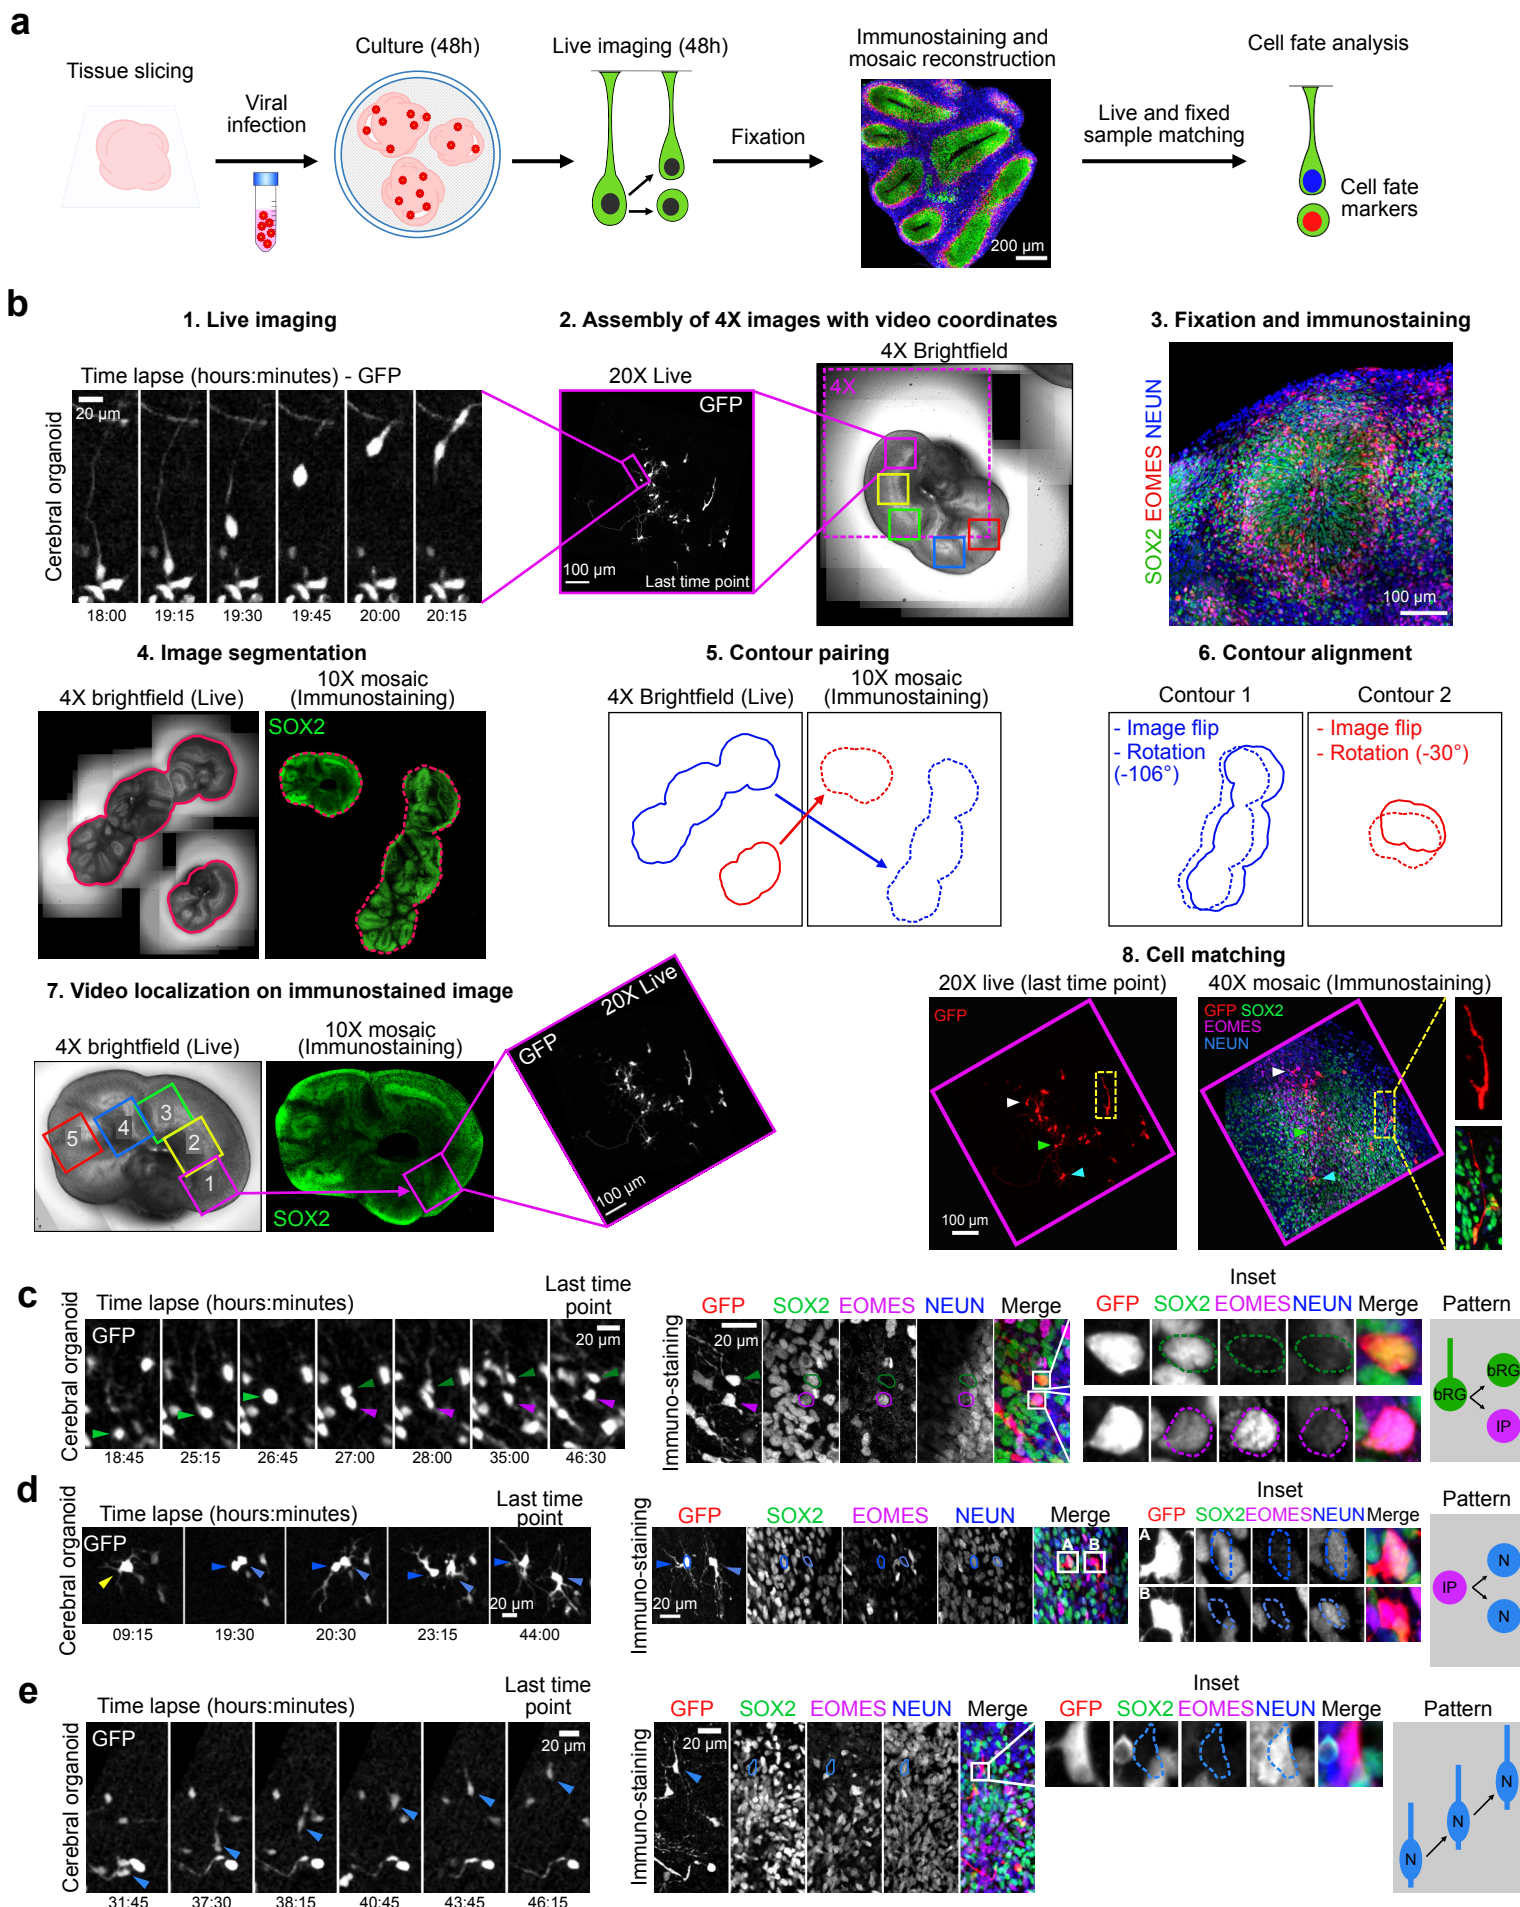 a
Tissue slicing
Viral
infection
Culture (48h)
Live imaging (48h)
Fixation
Immunostaining and
mosaic reconstruction
200 µm
Live and fixed
sample matching
Cell fate analysis
Cell fate
markers
b
1. Live imaging
Time lapse (hours:minutes) - GFP
Cerebral organoid
20 µm
18:00 19:15 19:30 19:45 20:00 20:15
2. Assembly of 4X images with video coordinates
20X Live
GFP
100 µm
Last time point
4X Brightfield
4X
3. Fixation and immunostaining
SOX2 EOMES NEUN
100 µm
4. Image segmentation
4X brightfield (Live)
10X mosaic
(Immunostaining)
SOX2
5. Contour pairing
4X Brightfield (Live)
10X mosaic
(Immunostaining)
6. Contour alignment
Contour 1
- Image flip
- Rotation
(-106°)
Contour 2
- Image flip
- Rotation (-30°)
7. Video localization on immunostained image
4X brightfield (Live)
5 4 3 2 1
10X mosaic
(Immunostaining)
SOX2
GFP
20X Live
100 µm
8. Cell matching
20X live (last time point)
GFP
100 µm
40X mosaic (Immunostaining)
GFP SOX2
EOMES
NEUN
c
Cerebral organoid
Time lapse (hours:minutes)
Last time
point
GFP
20 µm
18:45 25:15 26:45 27:00 28:00 35:00 46:30
Immuno-staining
GFP SOX2 EOMES NEUN Merge
20 µm
Inset
GFP SOX2 EOMES NEUN Merge
Pattern
bRG
bRG
IP
d
Cerebral organoid
Time lapse (hours:minutes)
Last time
point
GFP
20 µm
09:15 19:30 20:30 23:15 44:00
Immuno-staining
GFP SOX2 EOMES NEUN Merge
20 µm
A B
Inset
GFP SOX2 EOMES NEUN Merge
A
B
Pattern
IP
N
N
e
Cerebral organoid
Time lapse (hours:minutes)
Last time
point
GFP
20 µm
31:45 37:30 38:15 40:45 43:45 46:15
Immuno-staining
GFP SOX2 EOMES NEUN Merge
20 µm
Inset
GFP SOX2 EOMES NEUN Merge
Pattern
N
N
N